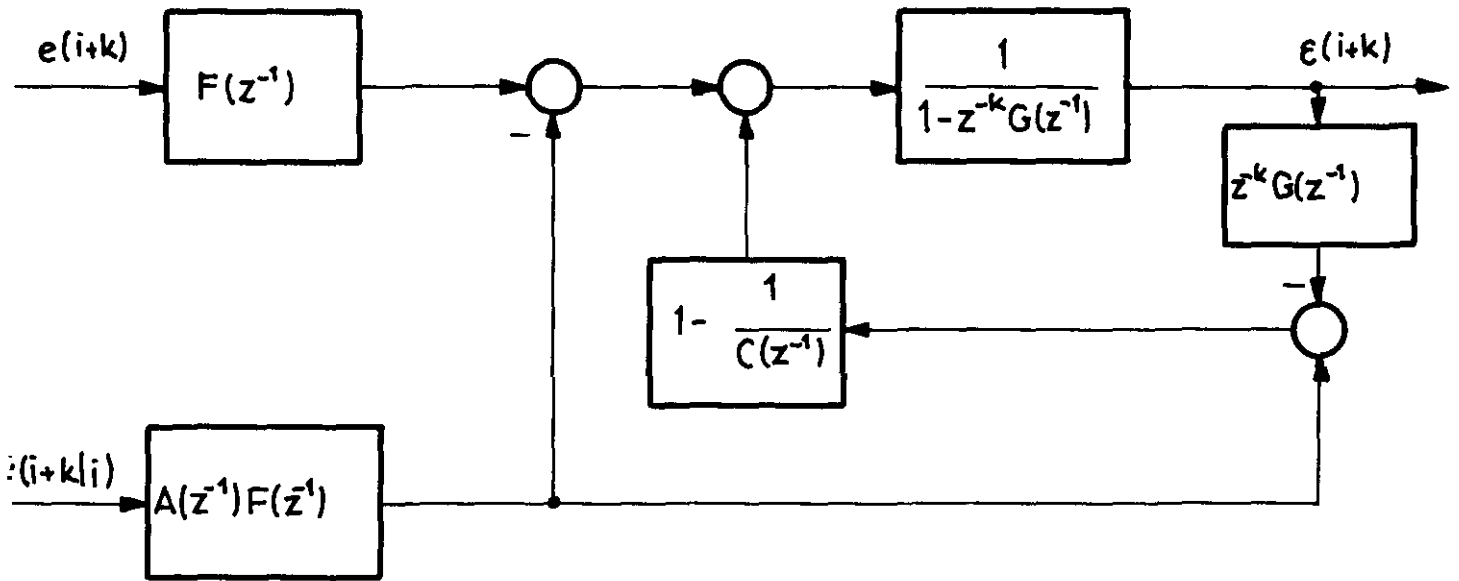 e(i+k)
F(z⁻¹)
−
1
1-z⁻ᵏG(z⁻¹)
ε(i+k)
z⁻ᵏG(z⁻¹)
−
1- 1
C(z⁻¹)
(i+k|i)
A(z⁻¹)F(z⁻¹)